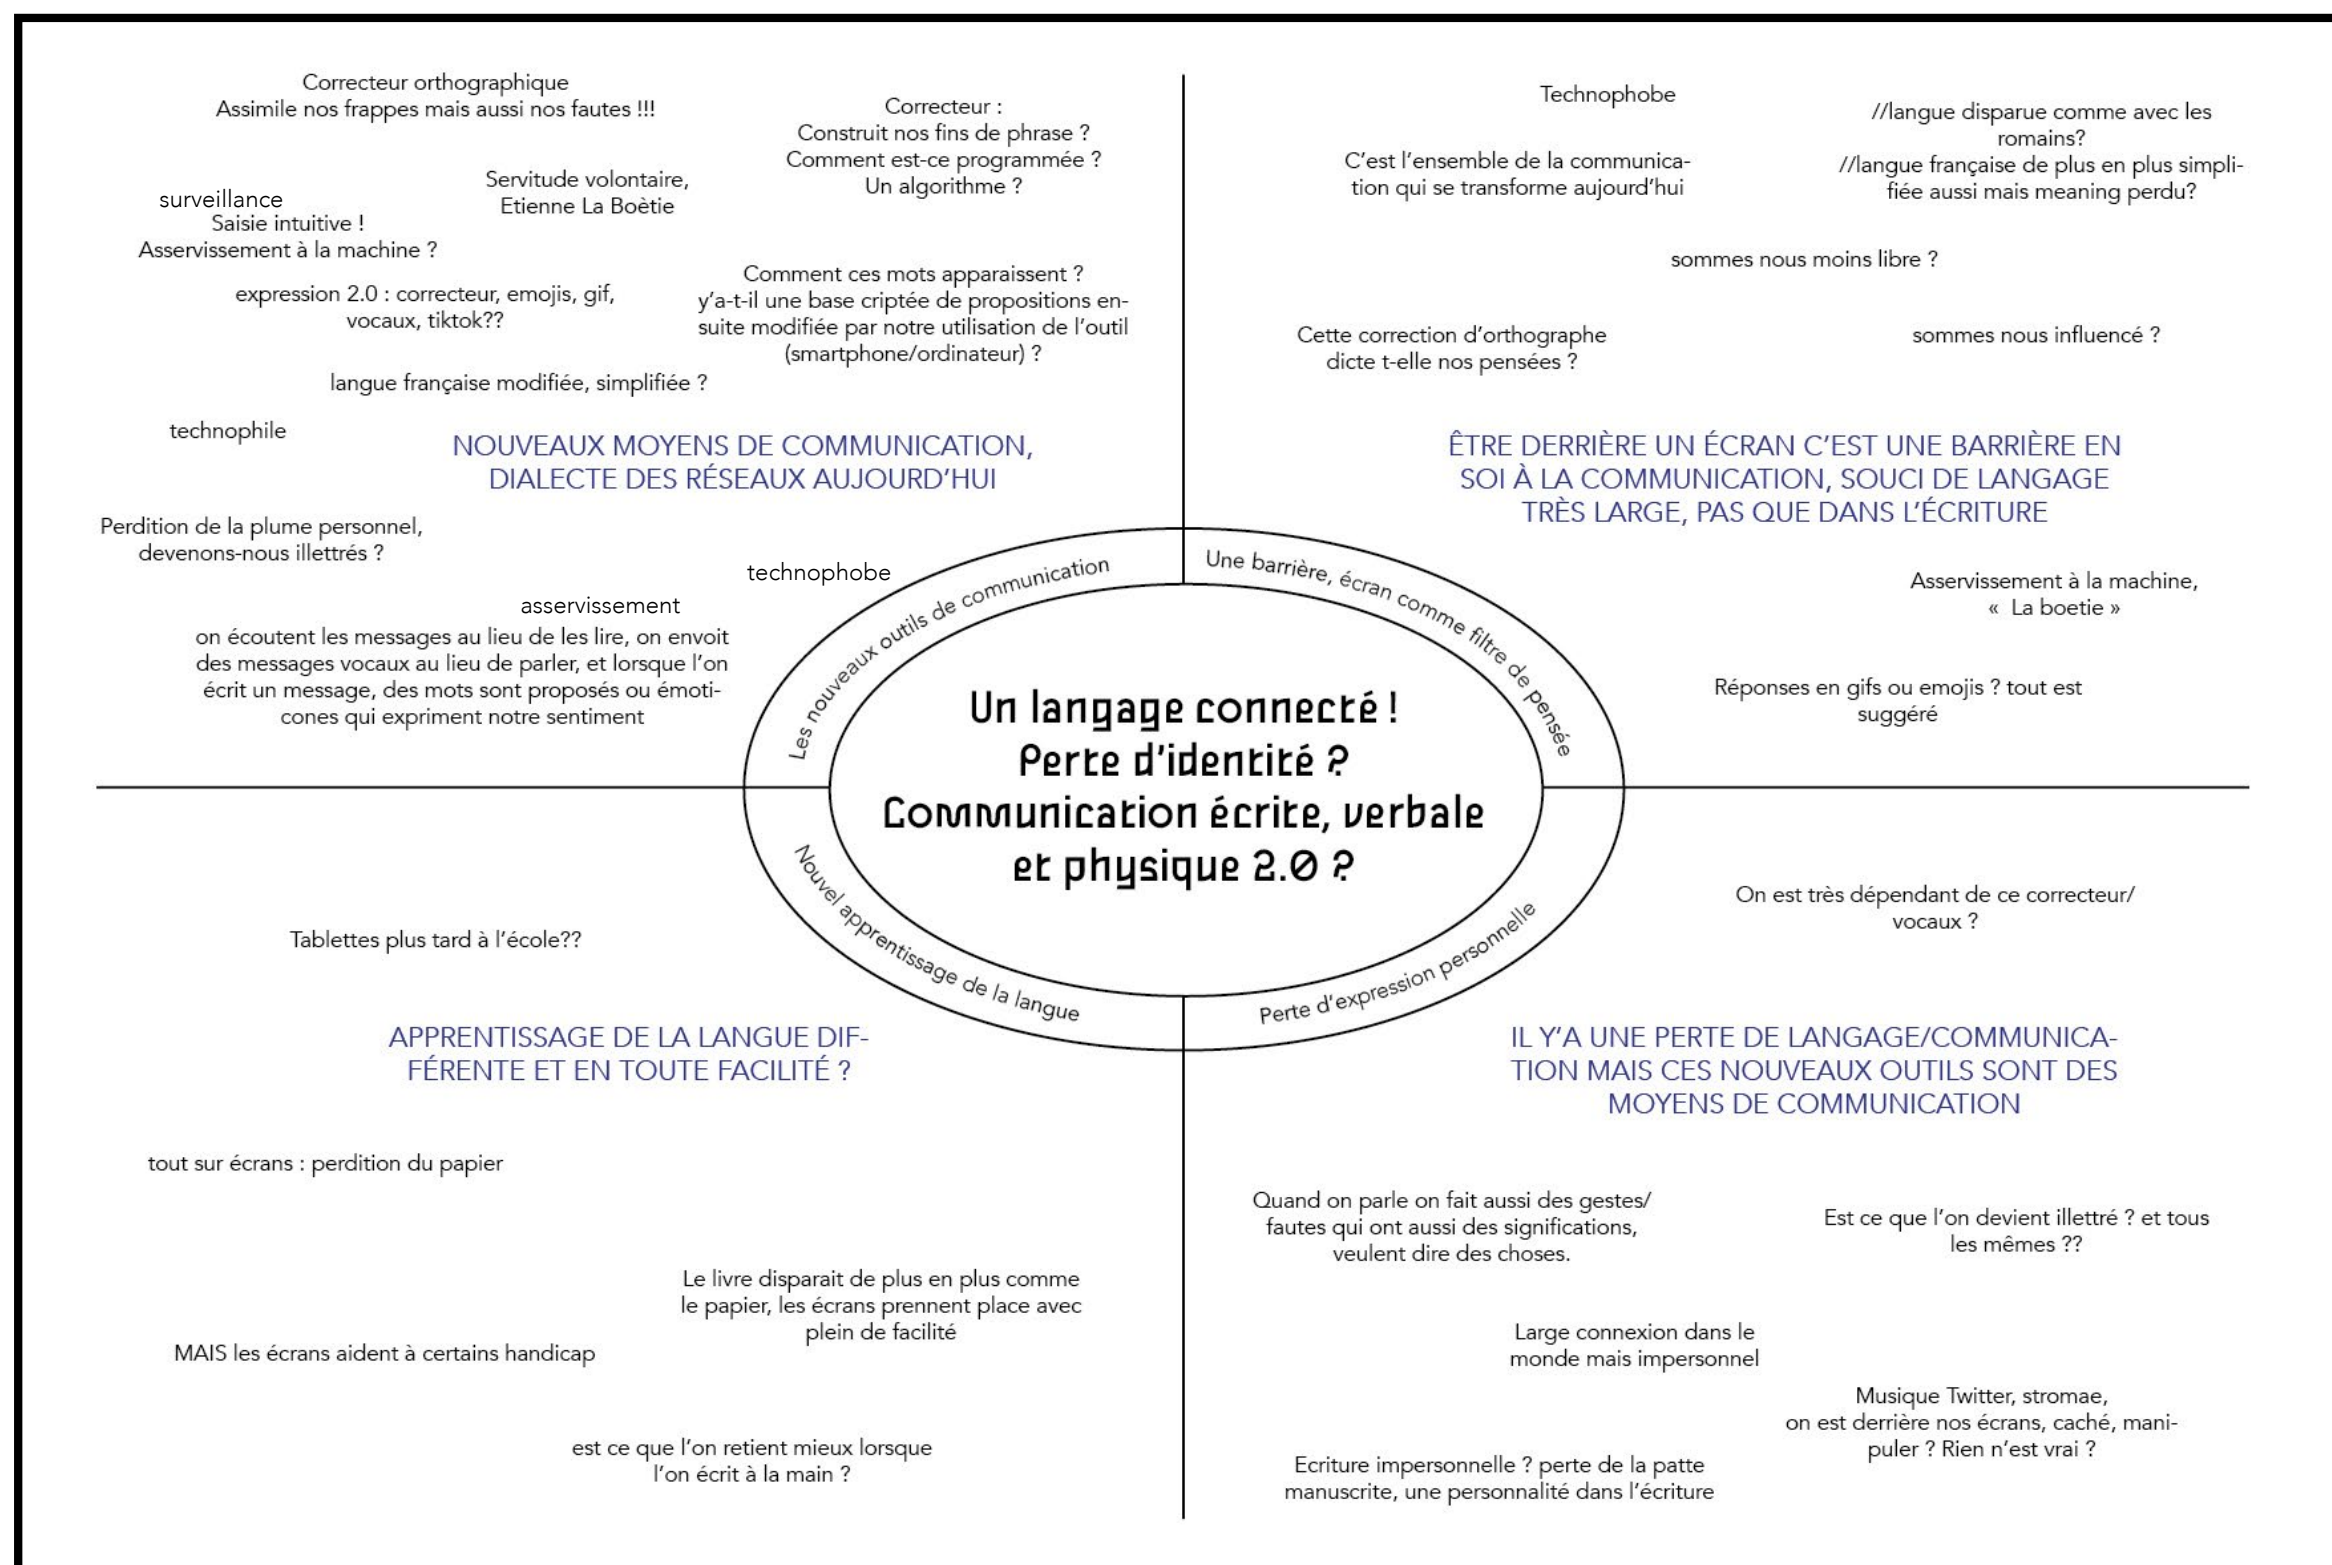 Correcteur orthographique
Assimile nos frappes mais aussi nos fautes !!!
Correcteur :
Construit nos fins de phrase ?
Comment est-ce programmée ?
Un algorithme ?
Servitude volontaire,
Etienne La Boètie
surveillance
Saisie intuitive !
Asservissement à la machine ?
expression 2.0 : correcteur, emojis, gif,
vocaux, tiktok??
Comment ces mots apparaissent ?
y'a-t-il une base criptée de propositions en-
suite modifiée par notre utilisation de l'outil
(smartphone/ordinateur) ?
langue française modifiée, simplifiée ?
technophile
NOUVEAUX MOYENS DE COMMUNICATION,
DIALECTE DES RÉSEAUX AUJOURD'HUI
Perdition de la plume personnel,
devenons-nous illettrés ?
technophobe
asservissement
on écoutent les messages au lieu de les lire, on envoit
des messages vocaux au lieu de parler, et lorsque l'on
écrit un message, des mots sont proposés ou émoti-
cones qui expriment notre sentiment
Technophobe
//langue disparue comme avec les
romains?
//langue française de plus en plus simpli-
fiée aussi mais meaning perdu?
C'est l'ensemble de la communica-
tion qui se transforme aujourd'hui
sommes nous moins libre ?
Cette correction d'orthographe
dicte t-elle nos pensées ?
sommes nous influencé ?
ÊTRE DERRIÈRE UN ÉCRAN C'EST UNE BARRIÈRE EN
SOI À LA COMMUNICATION, SOUCI DE LANGAGE
TRÈS LARGE, PAS QUE DANS L'ÉCRITURE
Asservissement à la machine,
«  La boetie »
Réponses en gifs ou emojis ? tout est
suggéré
Les nouveaux outils de communication
Une barrière, écran comme filtre de pensée
Un langage connecté !
Perte d'identité ?
Communication écrite, verbale
et physique 2.0 ?
Nouvel apprentissage de la langue
Perte d'expression personnelle
Tablettes plus tard à l'école??
APPRENTISSAGE DE LA LANGUE DIF-
FÉRENTE ET EN TOUTE FACILITÉ ?
tout sur écrans : perdition du papier
Le livre disparait de plus en plus comme
le papier, les écrans prennent place avec
plein de facilité
MAIS les écrans aident à certains handicap
est ce que l'on retient mieux lorsque
l'on écrit à la main ?
On est très dépendant de ce correcteur/
vocaux ?
IL Y'A UNE PERTE DE LANGAGE/COMMUNICA-
TION MAIS CES NOUVEAUX OUTILS SONT DES
MOYENS DE COMMUNICATION
Quand on parle on fait aussi des gestes/
fautes qui ont aussi des significations,
veulent dire des choses.
Est ce que l'on devient illettré ? et tous
les mêmes ??
Large connexion dans le
monde mais impersonnel
Musique Twitter, stromae,
on est derrière nos écrans, caché, mani-
puler ? Rien n'est vrai ?
Ecriture impersonnelle ? perte de la patte
manuscrite, une personnalité dans l'écriture